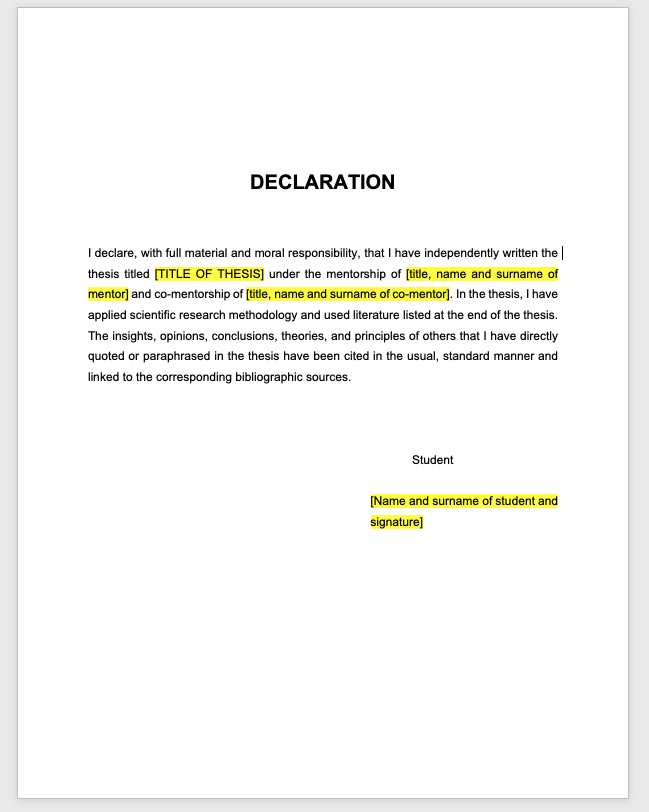 DECLARATION
I declare, with full material and moral responsibility, that I have independently written the
thesis titled [TITLE OF THESIS] under the mentorship of [title, name and surname of
mentor] and co-mentorship of [title, name and surname of co-mentor]. In the thesis, I have
applied scientific research methodology and used literature listed at the end of the thesis.
The insights, opinions, conclusions, theories, and principles of others that I have directly
quoted or paraphrased in the thesis have been cited in the usual, standard manner and
linked to the corresponding bibliographic sources.
Student
[Name and surname of student and
signature]